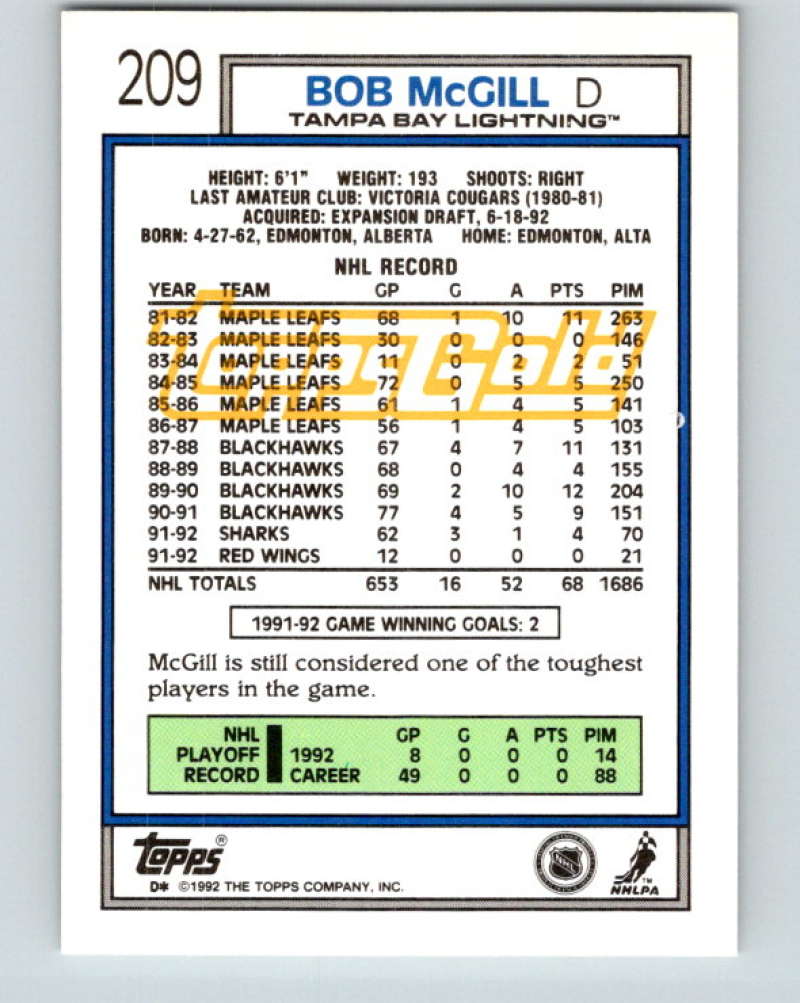 209
BOB McGILL D
TAMPA BAY LIGHTNING™
HEIGHT: 6'1" WEIGHT: 193 SHOOTS: RIGHT
LAST AMATEUR CLUB: VICTORIA COUGARS (1980-81)
ACQUIRED: EXPANSION DRAFT, 6-18-92
BORN: 4-27-62, EDMONTON, ALBERTA HOME: EDMONTON, ALTA
NHL RECORD
YEAR TEAM GP G A PTS PIM
81-82 MAPLE LEAFS 68 1 10 11 263
82-83 MAPLE LEAFS 30 0 0 0 146
83-84 MAPLE LEAFS 11 0 2 2 51
84-85 MAPLE LEAFS 72 0 5 5 250
85-86 MAPLE LEAFS 61 1 4 5 141
86-87 MAPLE LEAFS 56 1 4 5 103
87-88 BLACKHAWKS 67 4 7 11 131
88-89 BLACKHAWKS 68 0 4 4 155
89-90 BLACKHAWKS 69 2 10 12 204
90-91 BLACKHAWKS 77 4 5 9 151
91-92 SHARKS 62 3 1 4 70
91-92 RED WINGS 12 0 0 0 21
NHL TOTALS 653 16 52 68 1686
Topps Gold
1991-92 GAME WINNING GOALS: 2
McGill is still considered one of the toughest
players in the game.
NHL GP G A PTS PIM
PLAYOFF 1992 8 0 0 0 14
RECORD CAREER 49 0 0 0 88
TOPPS®
D* ©1992 THE TOPPS COMPANY, INC.
NHL
™
NHLPA